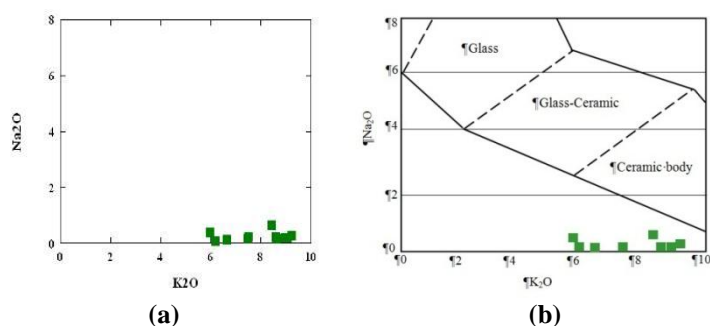 8
6
4
2
0
Na2O
0
2
4
6
8
10
K2O
(a)
¶8
¶6
¶4
¶2
¶0
¶Na₂O
¶Glass
¶Glass-Ceramic
¶Ceramic·body
¶0
¶2
¶4
¶6
¶8
¶10
¶K₂O
(b)